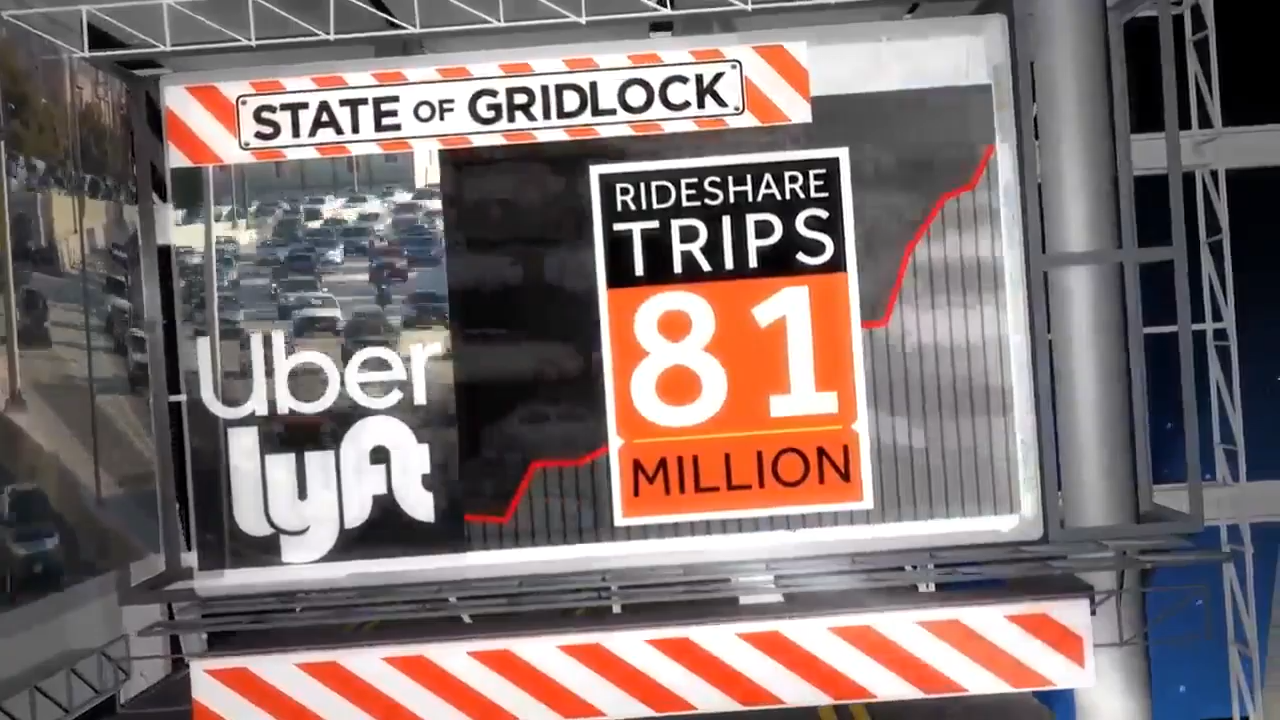 STATE OF GRIDLOCK
RIDESHARE
TRIPS
81
MILLION
Uber
lyft